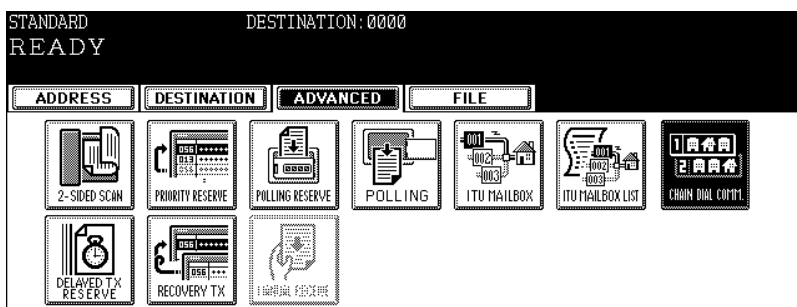 STANDARD DESTINATION:0000
READY
ADDRESS DESTINATION ADVANCED FILE
2-SIDED SCAN PRIORITY RESERVE POLLING RESERVE POLLING ITU MAILBOX ITU MAILBOX LIST CHAIN DIAL COMM.
DELAYED TX
RESERVE RECOVERY TX